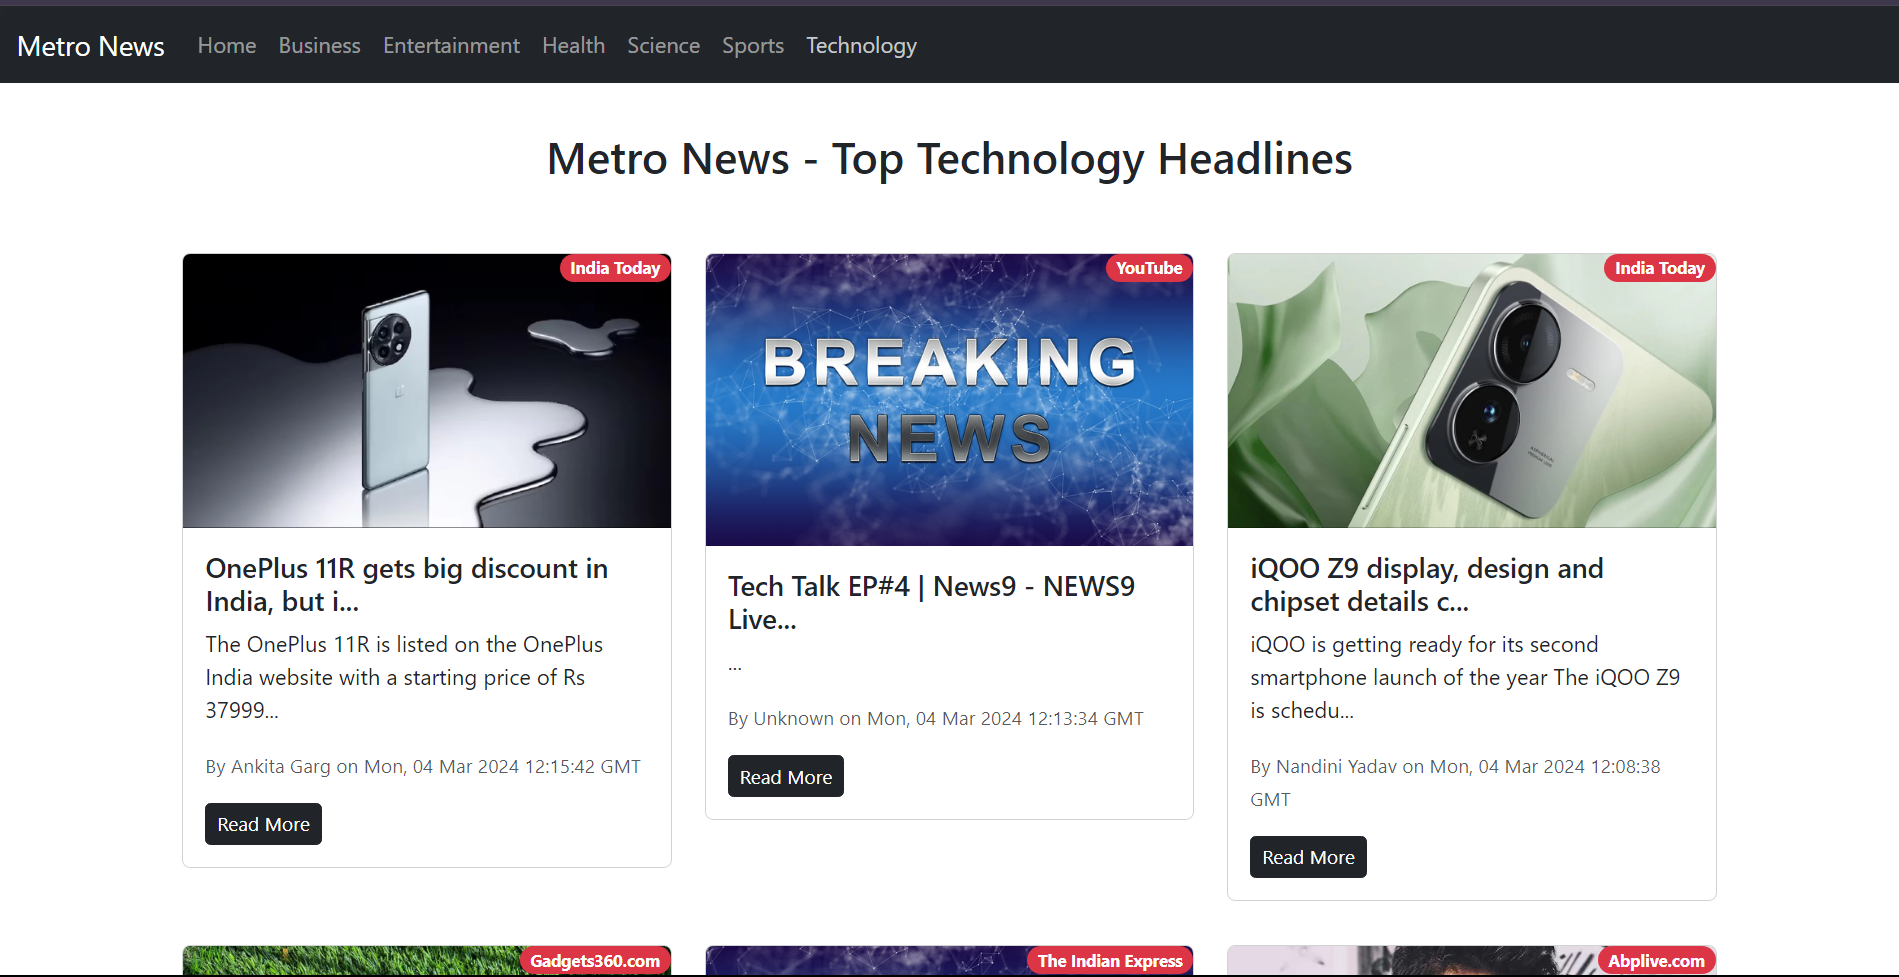 Metro News Home Business Entertainment Health Science Sports Technology
Metro News - Top Technology Headlines
India Today
OnePlus 11R gets big discount in
India, but i...
The OnePlus 11R is listed on the OnePlus
India website with a starting price of Rs
37999...
By Ankita Garg on Mon, 04 Mar 2024 12:15:42 GMT
Read More
YouTube
BREAKING
NEWS
Tech Talk EP#4 | News9 - NEWS9
Live...
...
By Unknown on Mon, 04 Mar 2024 12:13:34 GMT
Read More
India Today
iQOO Z9 display, design and
chipset details c...
iQOO is getting ready for its second
smartphone launch of the year The iQOO Z9
is schedu...
By Nandini Yadav on Mon, 04 Mar 2024 12:08:38
GMT
Read More
Gadgets360.com
The Indian Express
Abplive.com